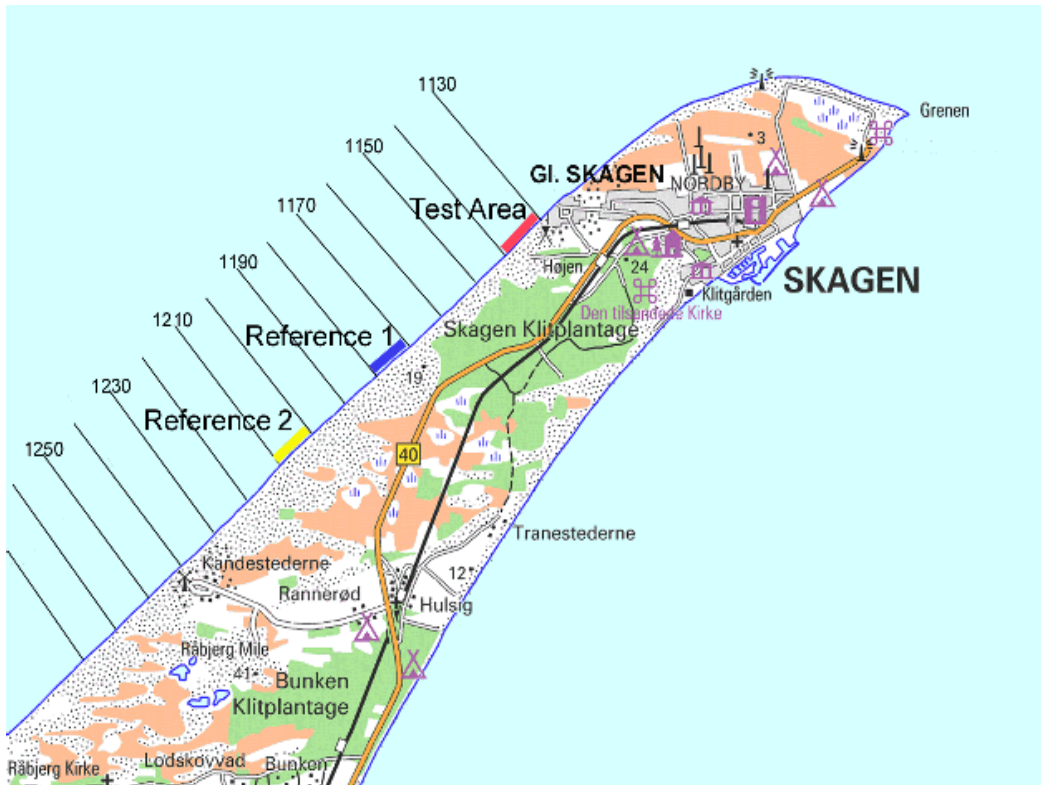 1130
Grenen
3
1150
Gl. SKAGEN
NORDBY
1170
Test Area
i
Højen
24
1190
Klitgården
SKAGEN
Den tilsandede Kirke
1210
Reference 1
Skagen Klitplantage
1230
19
Reference 2
1250
40
Tranestederne
Kandestederne
12
Rannerød
Hulsig
Råbjerg Mile
41
Bunken
Klitplantage
Lodskovvad
Bunken
Råbjerg Kirke